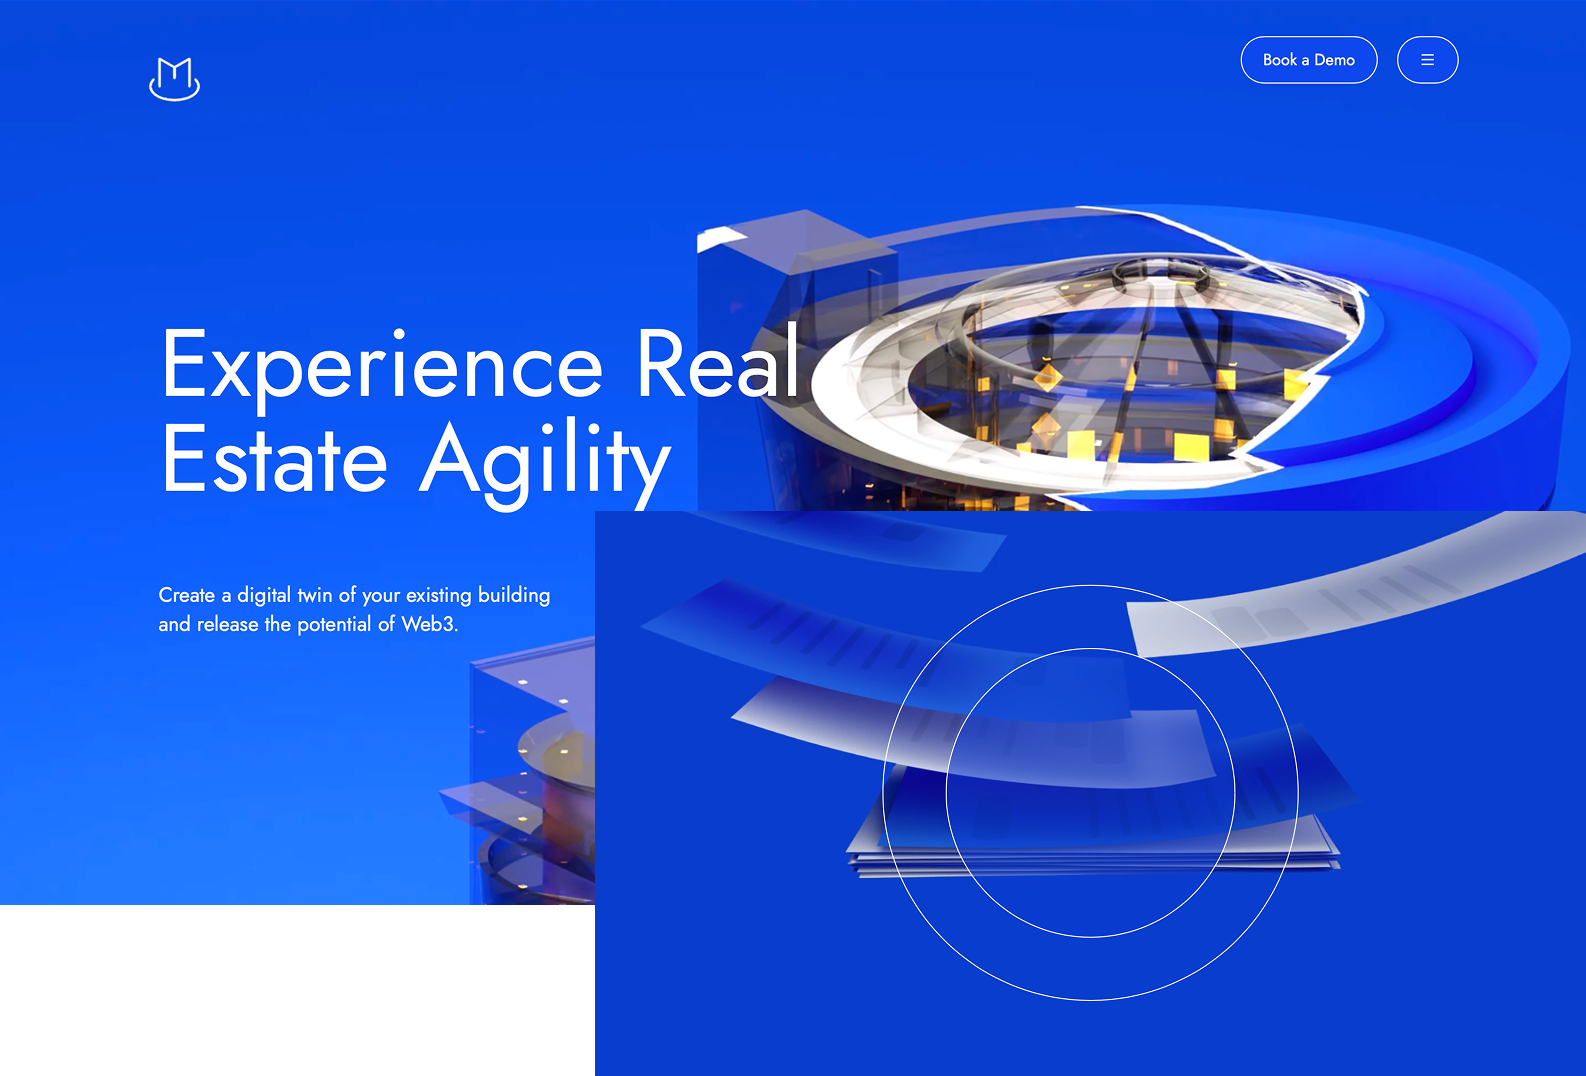 Book a Demo
Experience Real
Estate Agility
Create a digital twin of your existing building
and release the potential of Web3.